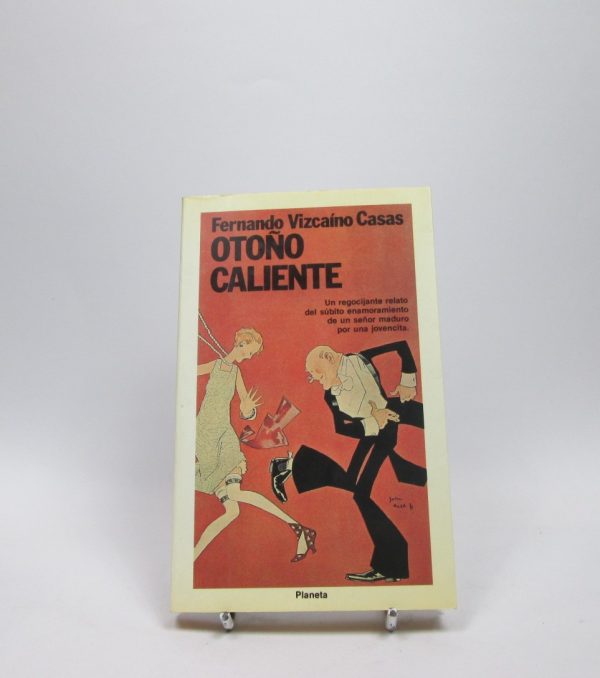 Fernando Vizcaíno Casas
OTOÑO
CALIENTE
Un regocijante relato
del súbito enamoramiento
de un señor maduro
por una jovencita.
Planeta